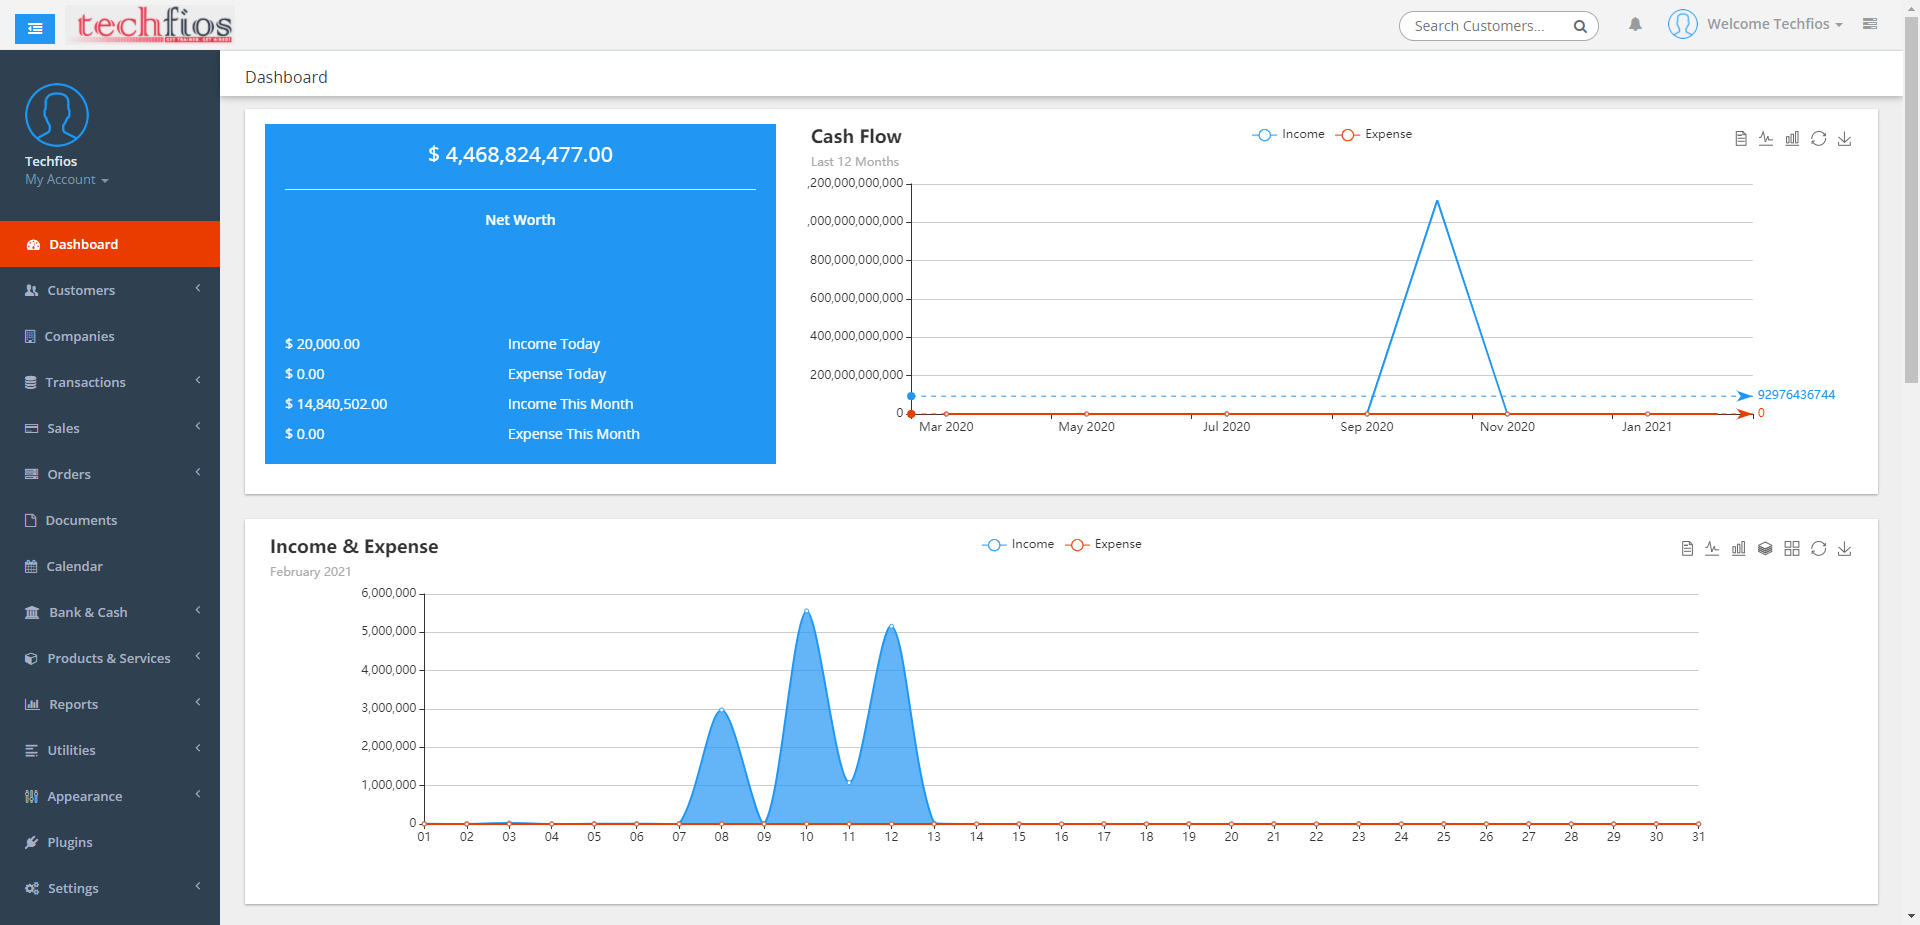 techfios
GET TRAINED. GET HIRED!
Search Customers...
Welcome Techfios
Techfios
My Account
Dashboard
Customers
Companies
Transactions
Sales
Orders
Documents
Calendar
Bank & Cash
Products & Services
Reports
Utilities
Appearance
Plugins
Settings
Dashboard
$ 4,468,824,477.00
Net Worth
$ 20,000.00 Income Today
$ 0.00 Expense Today
$ 14,840,502.00 Income This Month
$ 0.00 Expense This Month
Cash Flow
Last 12 Months
Income Expense
,200,000,000,000
,000,000,000,000
800,000,000,000
600,000,000,000
400,000,000,000
200,000,000,000
0
92976436744
0
Mar 2020 May 2020 Jul 2020 Sep 2020 Nov 2020 Jan 2021
Income & Expense
February 2021
Income Expense
6,000,000
5,000,000
4,000,000
3,000,000
2,000,000
1,000,000
0
01 02 03 04 05 06 07 08 09 10 11 12 13 14 15 16 17 18 19 20 21 22 23 24 25 26 27 28 29 30 31